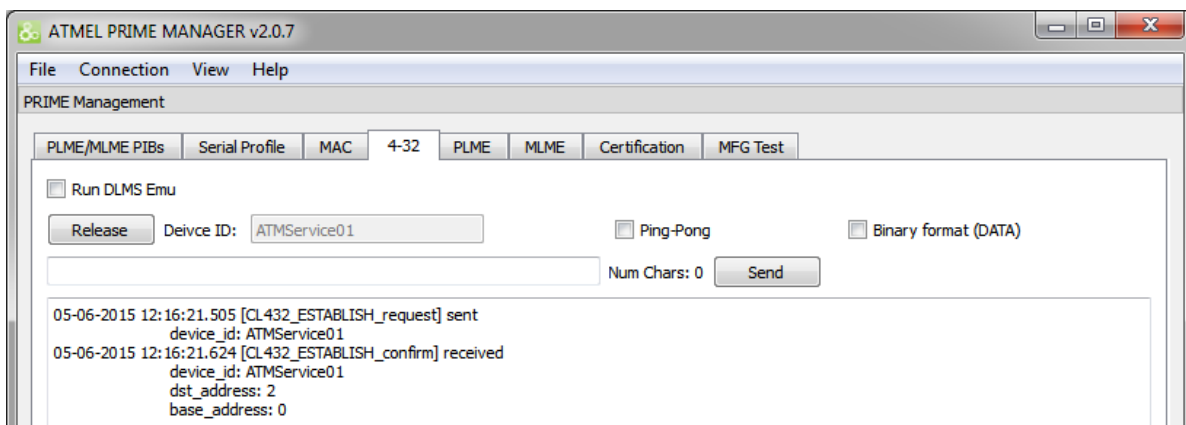 ATMEL PRIME MANAGER v2.0.7
File Connection View Help
PRIME Management
PLME/MLME PIBs Serial Profile MAC 4-32 PLME MLME Certification MFG Test
Run DLMS Emu
Release Deivce ID: ATMService01 Ping-Pong Binary format (DATA)
Num Chars: 0 Send
05-06-2015 12:16:21.505 [CL432_ESTABLISH_request] sent
device_id: ATMService01
05-06-2015 12:16:21.624 [CL432_ESTABLISH_confirm] received
device_id: ATMService01
dst_address: 2
base_address: 0